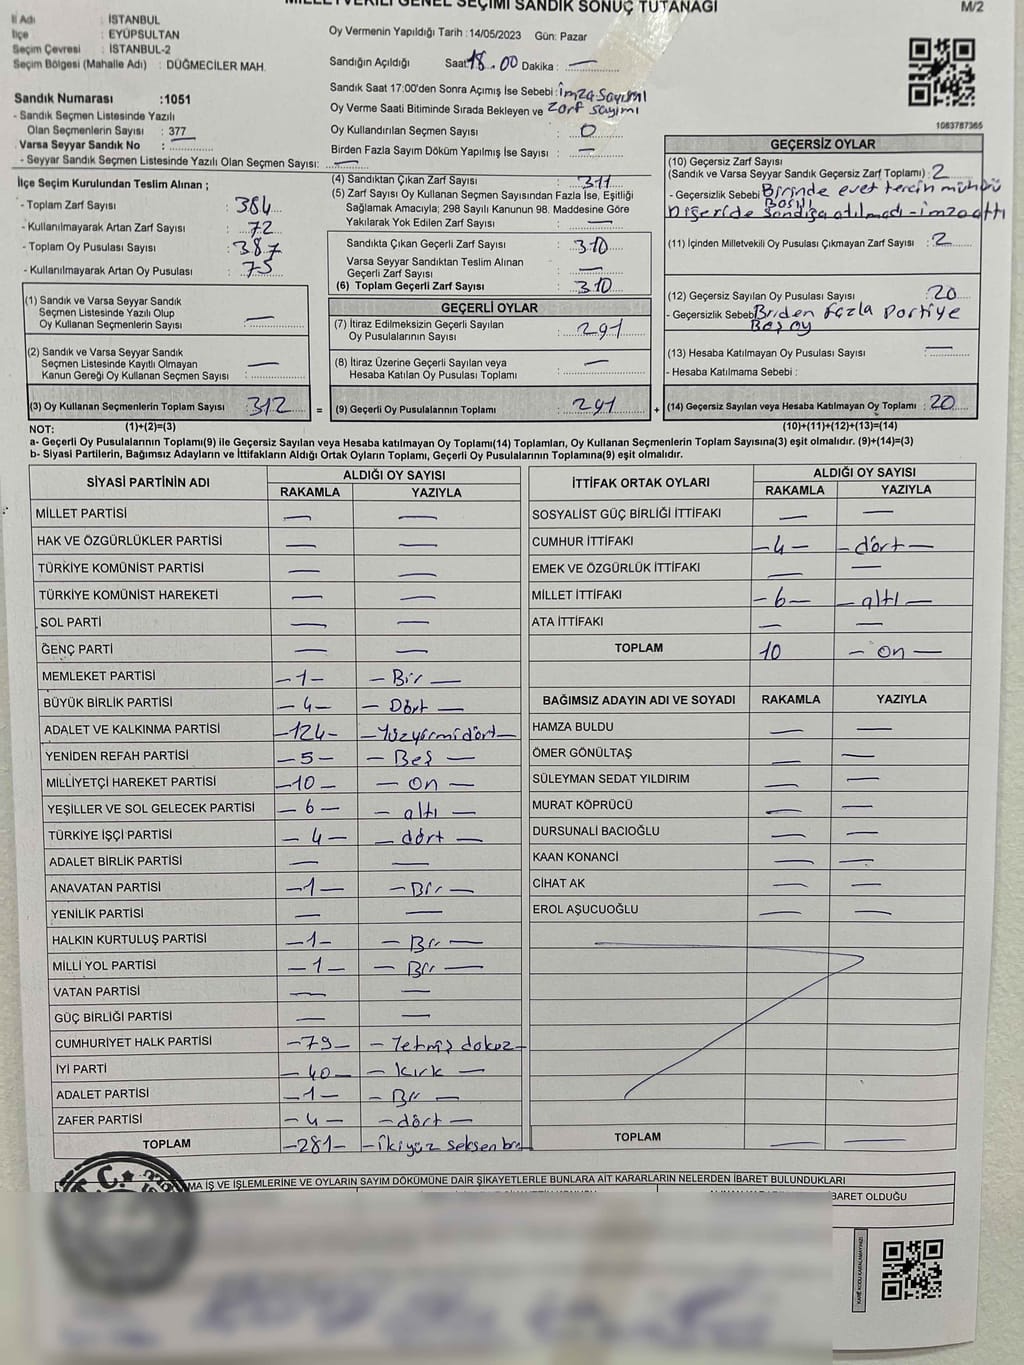 MİLLETVEKİLİ GENEL SEÇİMİ SANDIK SONUÇ TUTANAĞI
M/2
İl Adı : İSTANBUL
İlçe : EYÜPSULTAN
Seçim Çevresi : İSTANBUL-2
Seçim Bölgesi (Mahalle Adı) : DÜĞMECİLER MAH.
Sandık Numarası :1051
- Sandık Seçmen Listesinde Yazılı
Olan Seçmenlerin Sayısı : 377
Varsa Seyyar Sandık No :
- Seyyar Sandık Seçmen Listesinde Yazılı Olan Seçmen Sayısı: —
Oy Vermenin Yapıldığı Tarih :14/05/2023 Gün: Pazar
Sandığın Açıldığı Saat: 18.00 Dakika : —
Sandık Saat 17:00'den Sonra Açımış İse Sebebi : İmza sayımı
Oy Verme Saati Bitiminde Sırada Bekleyen ve Zarf sayımı
Oy Kullandırılan Seçmen Sayısı : 0
Birden Fazla Sayım Döküm Yapılmış İse Sayısı : —
1083787365
İlçe Seçim Kurulundan Teslim Alınan ;
- Toplam Zarf Sayısı : 384
- Kullanılmayarak Artan Zarf Sayısı : 72
- Toplam Oy Pusulası Sayısı : 387
- Kullanılmayarak Artan Oy Pusulası : 75
(4) Sandıktan Çıkan Zarf Sayısı : 311
(5) Zarf Sayısı Oy Kullanan Seçmen Sayısından Fazla İse, Eşitliği
Sağlamak Amacıyla; 298 Sayılı Kanunun 98. Maddesine Göre
Yakılarak Yok Edilen Zarf Sayısı : —
Sandıkta Çıkan Geçerli Zarf Sayısı : 310
Varsa Seyyar Sandıktan Teslim Alınan
Geçerli Zarf Sayısı : —
(6) Toplam Geçerli Zarf Sayısı : 310
GEÇERSİZ OYLAR
(10) Geçersiz Zarf Sayısı
(Sandık ve Varsa Seyyar Sandık Geçersiz Zarf Toplamı) : 2
- Geçersizlik Sebebi Birinde evet tercih mührü
Basılı
Diğeride Sandığa atılmadı-imza attı
(11) İçinden Milletvekili Oy Pusulası Çıkmayan Zarf Sayısı : 2
(12) Geçersiz Sayılan Oy Pusulası Sayısı : 20
- Geçersizlik Sebebi Briden fazla Partiye
Baş oy
(13) Hesaba Katılmayan Oy Pusulası Sayısı : —
- Hesaba Katılmama Sebebi :
(14) Geçersiz Sayılan veya Hesaba Katılmayan Oy Toplamı : 20
(10)+(11)+(12)+(13)=(14)
(1) Sandık ve Varsa Seyyar Sandık
Seçmen Listesinde Yazılı Olup
Oy Kullanan Seçmenlerin Sayısı : —
(2) Sandık ve Varsa Seyyar Sandık
Seçmen Listesinde Kayıtlı Olmayan
Kanun Gereği Oy Kullanan Seçmen Sayısı : —
(3) Oy Kullanan Seçmenlerin Toplam Sayısı : 312 =
(1)+(2)=(3)
GEÇERLİ OYLAR
(7) İtiraz Edilmeksizin Geçerli Sayılan
Oy Pusulalarının Sayısı : 291
(8) İtiraz Üzerine Geçerli Sayılan veya
Hesaba Katılan Oy Pusulası Toplamı : —
(9) Geçerli Oy Pusulalarının Toplamı : 291 +
NOT:
a- Geçerli Oy Pusulalarının Toplamı(9) ile Geçersiz Sayılan veya Hesaba katılmayan Oy Toplamı(14) Toplamları, Oy Kullanan Seçmenlerin Toplam Sayısına(3) eşit olmalıdır. (9)+(14)=(3)
b- Siyasi Partilerin, Bağımsız Adayların ve İttifakların Aldığı Ortak Oyların Toplamı, Geçerli Oy Pusulalarının Toplamına(9) eşit olmalıdır.
SİYASİ PARTİNİN ADI ALDIĞI OY SAYISI
RAKAMLA YAZIYLA
MİLLET PARTİSİ — —
HAK VE ÖZGÜRLÜKLER PARTİSİ — —
TÜRKİYE KOMÜNİST PARTİSİ — —
TÜRKİYE KOMÜNİST HAREKETİ — —
SOL PARTİ — —
GENÇ PARTİ — —
MEMLEKET PARTİSİ —1— — Bir —
BÜYÜK BİRLİK PARTİSİ —4— — Dört —
ADALET VE KALKINMA PARTİSİ —124— —Yüzyirmidört—
YENİDEN REFAH PARTİSİ —5— — Beş —
MİLLİYETÇİ HAREKET PARTİSİ —10— — on —
YEŞİLLER VE SOL GELECEK PARTİSİ —6— — altı —
TÜRKİYE İŞÇİ PARTİSİ —4— — dört —
ADALET BİRLİK PARTİSİ — —
ANAVATAN PARTİSİ —1— — Bir —
YENİLİK PARTİSİ — —
HALKIN KURTULUŞ PARTİSİ —1— — Bir —
MİLLİ YOL PARTİSİ —1— — Bir —
VATAN PARTİSİ — —
GÜÇ BİRLİĞİ PARTİSİ — —
CUMHURİYET HALK PARTİSİ —79— — Yetmiş dokuz —
İYİ PARTİ —40— — kırk —
ADALET PARTİSİ —1— — Bir —
ZAFER PARTİSİ —4— — dört —
TOPLAM —281— —ikiyüz seksen bir
İTTİFAK ORTAK OYLARI ALDIĞI OY SAYISI
RAKAMLA YAZIYLA
SOSYALİST GÜÇ BİRLİĞİ İTTİFAKI — —
CUMHUR İTTİFAKI —4— — dört —
EMEK VE ÖZGÜRLÜK İTTİFAKI — —
MİLLET İTTİFAKI —6— — altı —
ATA İTTİFAKI — —
TOPLAM 10 — on —
BAĞIMSIZ ADAYIN ADI VE SOYADI RAKAMLA YAZIYLA
HAMZA BULDU — —
ÖMER GÖNÜLTAŞ — —
SÜLEYMAN SEDAT YILDIRIM — —
MURAT KÖPRÜCÜ — —
DURSUNALİ BACIOĞLU — —
KAAN KONANCİ — —
CİHAT AK — —
EROL AŞUCUOĞLU — —
TOPLAM — —
T.C.
MA İŞ VE İŞLEMLERİNE VE OYLARIN SAYIM DÖKÜMÜNE DAİR ŞİKAYETLERLE BUNLARA AİT KARARLARIN NELERDEN İBARET BULUNDUKLARI
BARET OLDUĞU